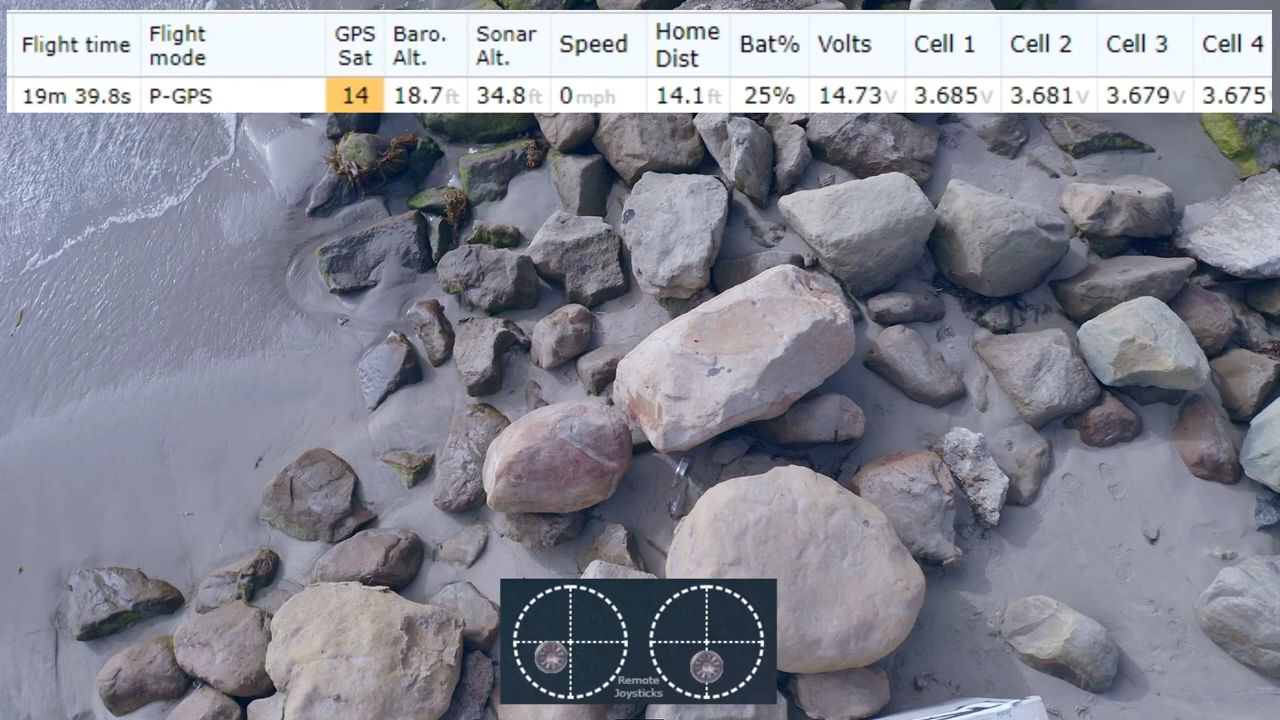 Flight time Flight mode GPS Sat Baro. Alt. Sonar Alt. Speed Home Dist Bat% Volts Cell 1 Cell 2 Cell 3 Cell 4
19m 39.8s P-GPS 14 18.7ft 34.8ft 0mph 14.1ft 25% 14.73V 3.685V 3.681V 3.679V 3.675V
Remote
Joysticks